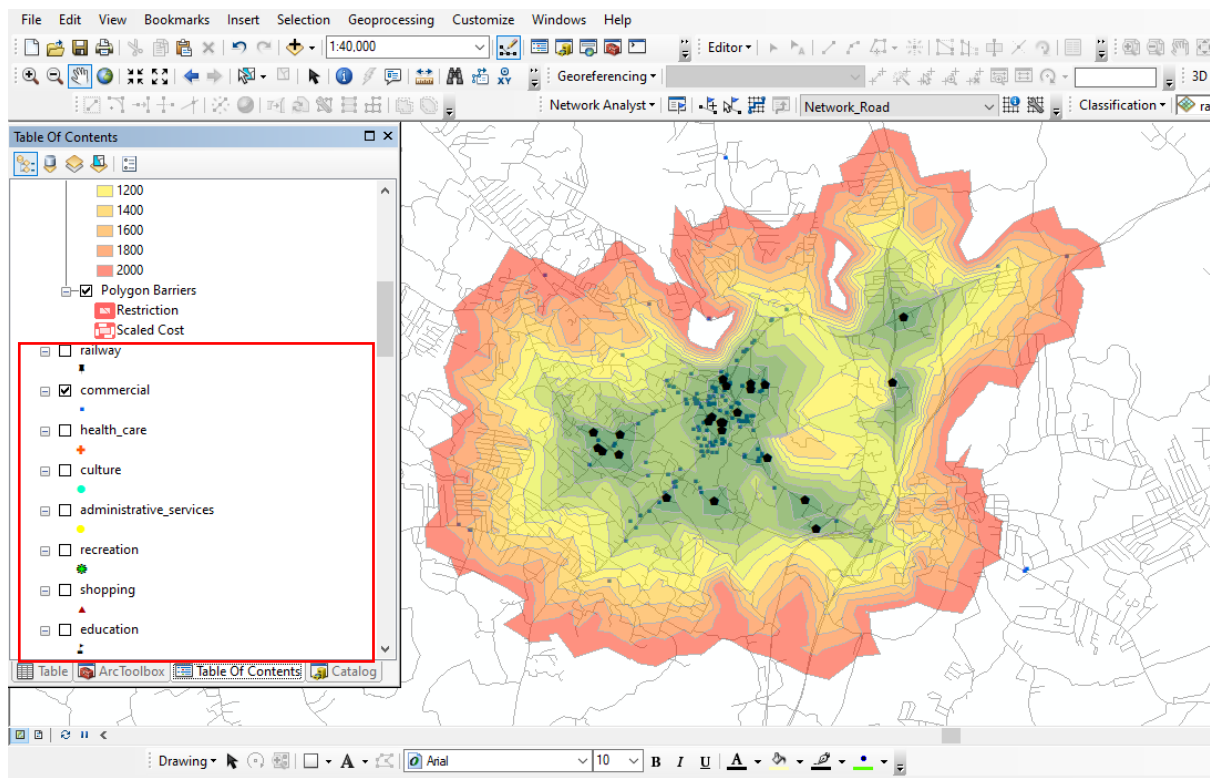 File Edit View Bookmarks Insert Selection Geoprocessing Customize Windows Help
1:40,000 Editor
Georeferencing 3D
Network Analyst Network_Road Classification ra
Table Of Contents
1200
1400
1600
1800
2000
Polygon Barriers
Restriction
Scaled Cost
railway
commercial
health_care
culture
administrative_services
recreation
shopping
education
Table ArcToolbox Table Of Contents Catalog
Drawing A Arial 10 B I U A